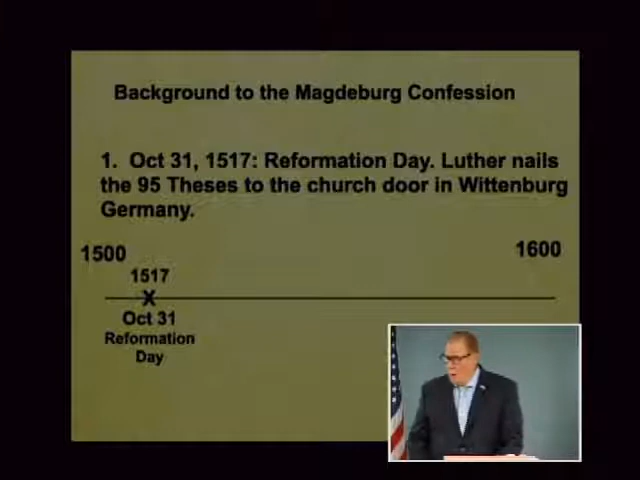 Background to the Magdeburg Confession
1. Oct 31, 1517: Reformation Day. Luther nails
the 95 Theses to the church door in Wittenburg
Germany.
1500
1600
1517
X
Oct 31
Reformation
Day